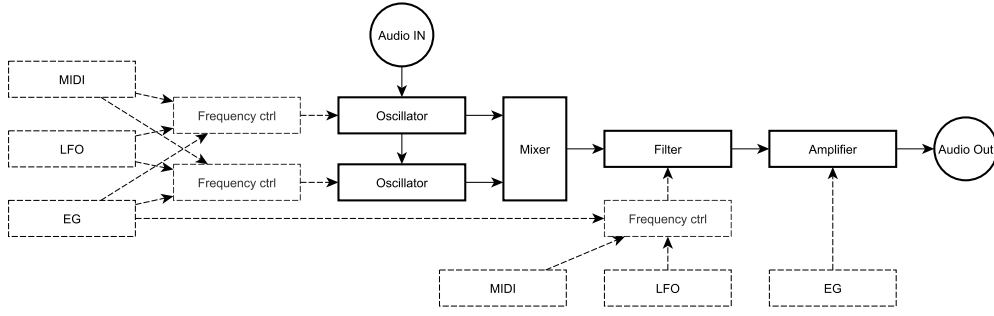 Audio IN
MIDI
Frequency ctrl
Oscillator
LFO
Mixer
Filter
Amplifier
Audio Out
Frequency ctrl
Oscillator
EG
Frequency ctrl
MIDI
LFO
EG